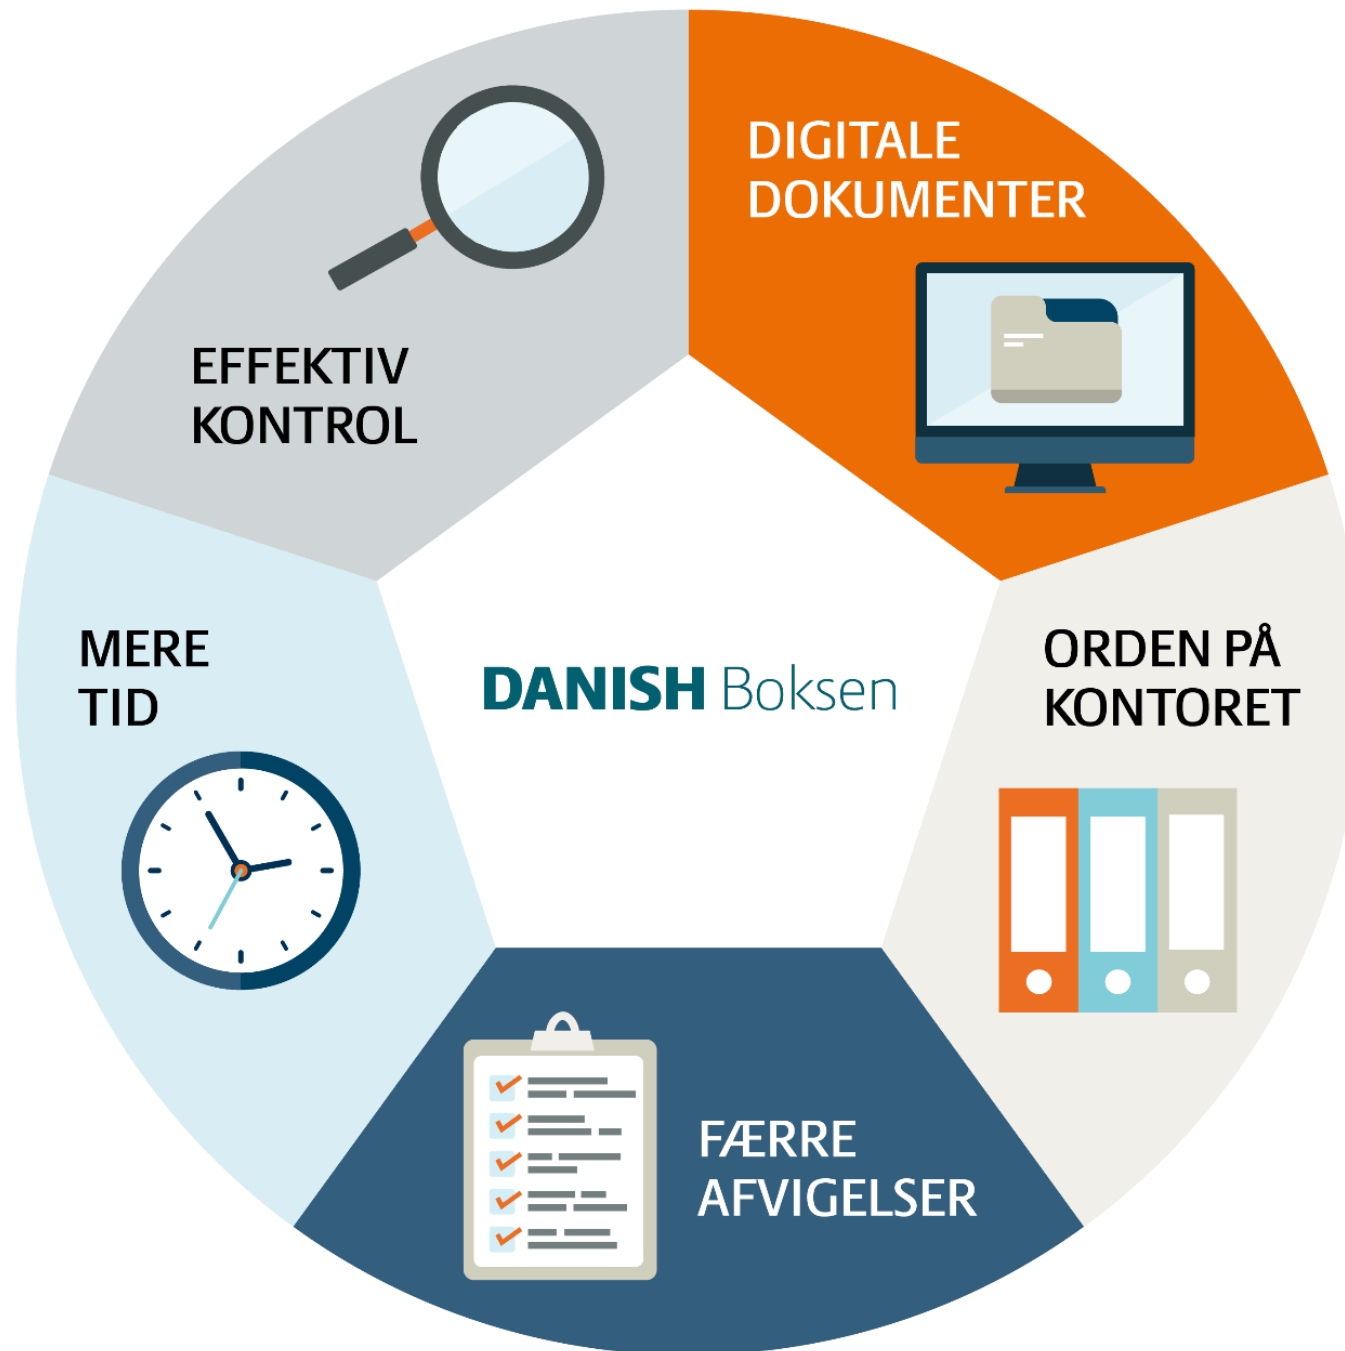 DIGITALE
DOKUMENTER
EFFEKTIV
KONTROL
ORDEN PÅ
KONTORET
MERE
TID
DANISH Boksen
FÆRRE
AFVIGELSER